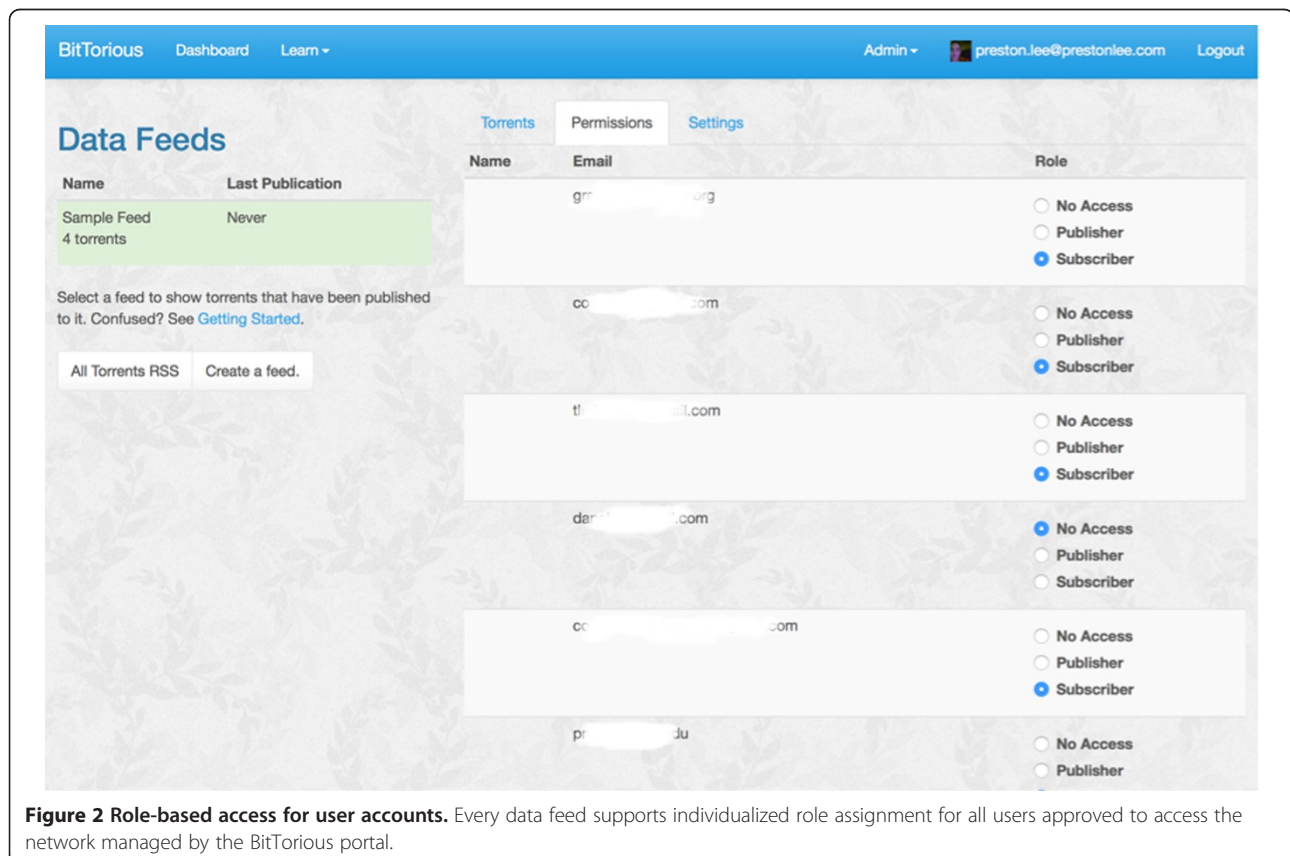 BitTorious Dashboard Learn Admin preston.lee@prestonlee.com Logout
Data Feeds
Name Last Publication
Sample Feed Never
4 torrents
Select a feed to show torrents that have been published
to it. Confused? See Getting Started.
All Torrents RSS Create a feed.
Torrents Permissions Settings
Name Email Role
No Access
Publisher
Subscriber
No Access
Publisher
Subscriber
.com
No Access
Publisher
Subscriber
.com
No Access
Publisher
Subscriber
No Access
Publisher
Subscriber
No Access
Publisher
Figure 2 Role-based access for user accounts. Every data feed supports individualized role assignment for all users approved to access the
network managed by the BitTorious portal.